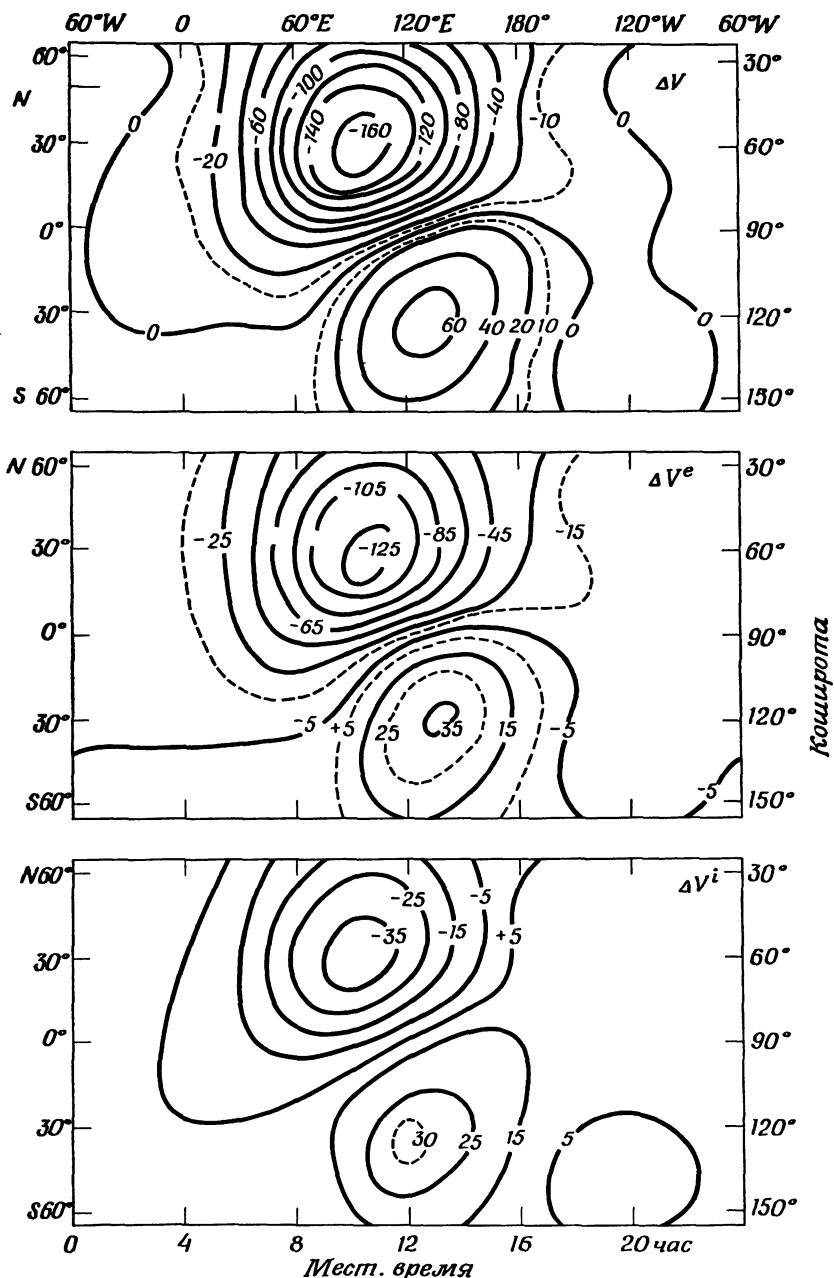 60°W 0 60°E 120°E 180° 120°W 60°W
60° -100 ΔV 30°
N 0 -60 -140 -160 -120 -80 -40 -10 0
30° -20 60°
0° 90°
30° 0 60 40 20 10 0 0 120°
S 60° 150°
N 60° -105 ΔVᵉ 30°
-25 -125 -85 -45 -15
30° 60°
-65
0° 90°
30° -5 +5 25 35 15 -5 120°
-5
S60° 150°
Коширота
N60° -25 -5 ΔVⁱ 30°
-35 -15 +5
30° 60°
0° 90°
30° 30 25 15 5 120°
S60° 150°
0 4 8 12 16 20 час
Мест. время